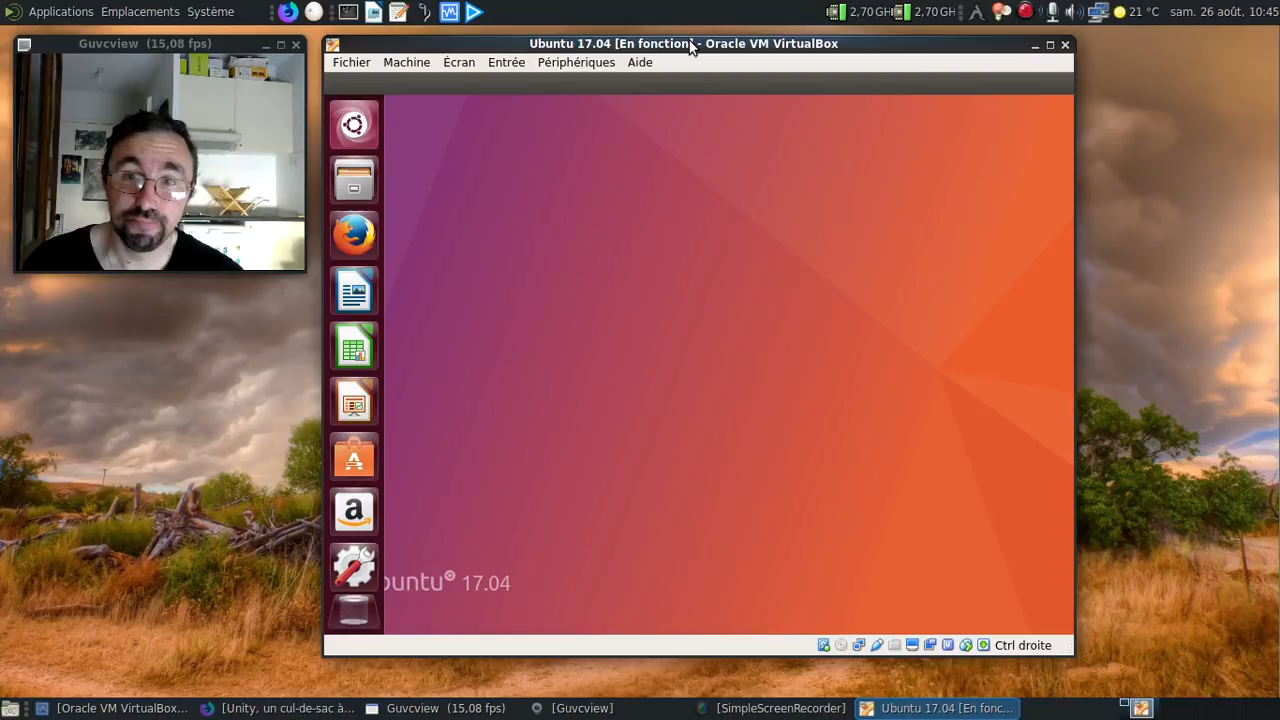 Applications Emplacements Système
2,70 GH 2,70 GH 21 °C sam. 26 août, 10:45
Guvcview (15,08 fps)
Ubuntu 17.04 [En fonction] - Oracle VM VirtualBox
Fichier Machine Écran Entrée Périphériques Aide
buntu 17.04
Ctrl droite
[Oracle VM VirtualBox... [Unity, un cul-de-sac à... Guvcview (15,08 fps) [Guvcview] [SimpleScreenRecorder] Ubuntu 17.04 [En fonc...